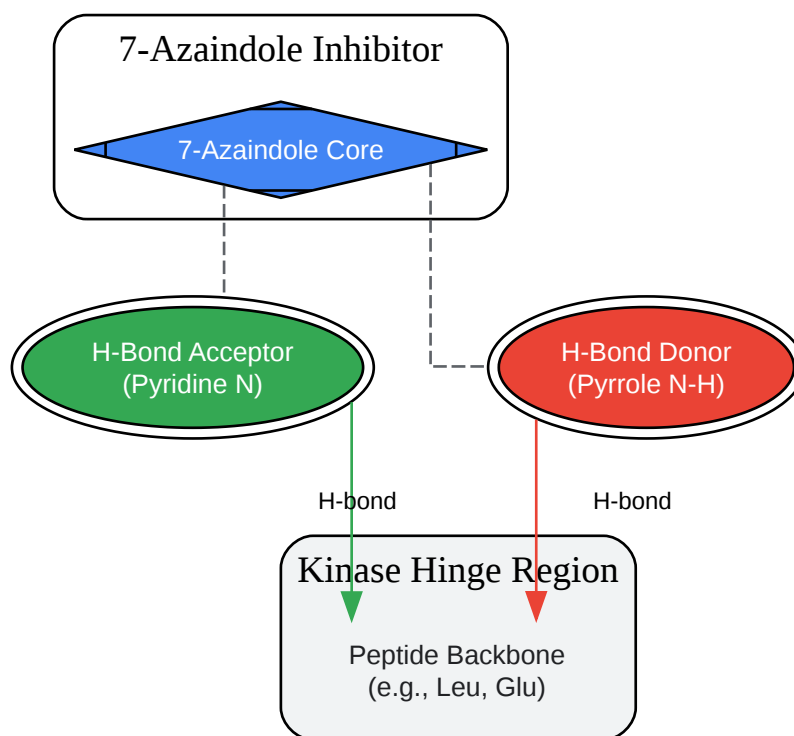 7-Azaindole Inhibitor
7-Azaindole Core
H-Bond Acceptor
(Pyridine N)
H-Bond Donor
(Pyrrole N-H)
H-bond
H-bond
Kinase Hinge Region
Peptide Backbone
(e.g., Leu, Glu)